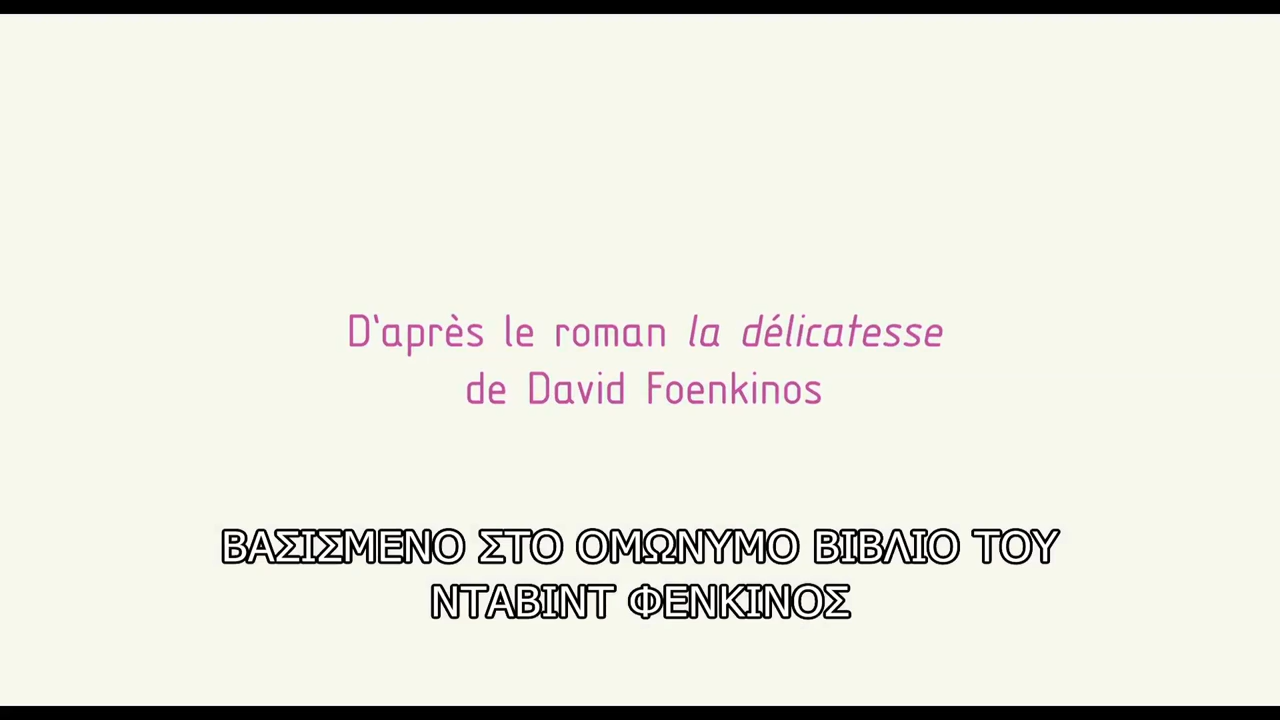 D'après le roman la délicatesse
de David Foenkinos
ΒΑΣΙΣΜΕΝΟ ΣΤΟ ΟΜΩΝΥΜΟ ΒΙΒΛΙΟ ΤΟΥ
ΝΤΑΒΙΝΤ ΦΕΝΚΙΝΟΣ